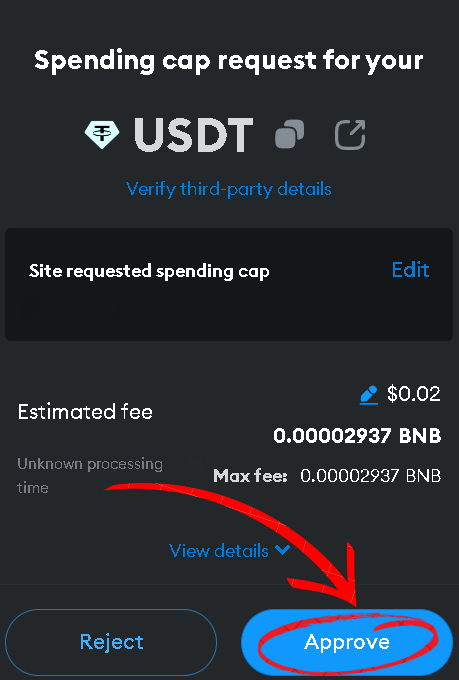 Spending cap request for your
USDT
Verify third-party details
Site requested spending cap Edit
$0.02
Estimated fee
0.00002937 BNB
Unknown processing
time
Max fee: 0.00002937 BNB
View details
Reject Approve